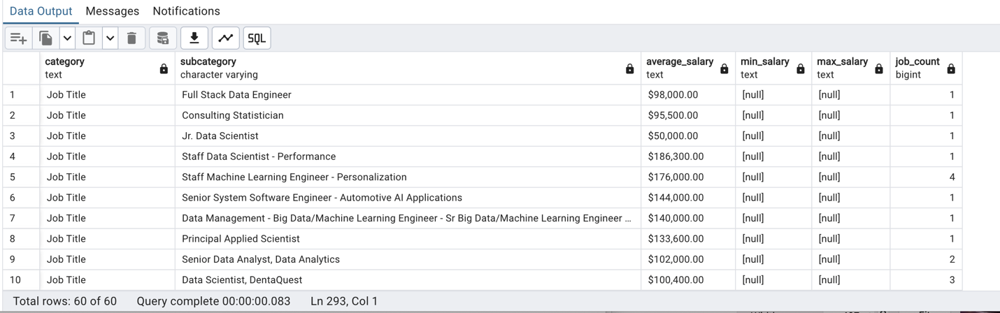 Data Output Messages Notifications
SQL
category subcategory average_salary min_salary max_salary job_count
text character varying text text text bigint
1 Job Title Full Stack Data Engineer $98,000.00 [null] [null] 1
2 Job Title Consulting Statistician $95,500.00 [null] [null] 1
3 Job Title Jr. Data Scientist $50,000.00 [null] [null] 1
4 Job Title Staff Data Scientist - Performance $186,300.00 [null] [null] 1
5 Job Title Staff Machine Learning Engineer - Personalization $176,000.00 [null] [null] 4
6 Job Title Senior System Software Engineer - Automotive AI Applications $144,000.00 [null] [null] 1
7 Job Title Data Management - Big Data/Machine Learning Engineer - Sr Big Data/Machine Learning Engineer ... $140,000.00 [null] [null] 1
8 Job Title Principal Applied Scientist $133,600.00 [null] [null] 1
9 Job Title Senior Data Analyst, Data Analytics $102,000.00 [null] [null] 2
10 Job Title Data Scientist, DentaQuest $100,400.00 [null] [null] 3
Total rows: 60 of 60 Query complete 00:00:00.083 Ln 293, Col 1